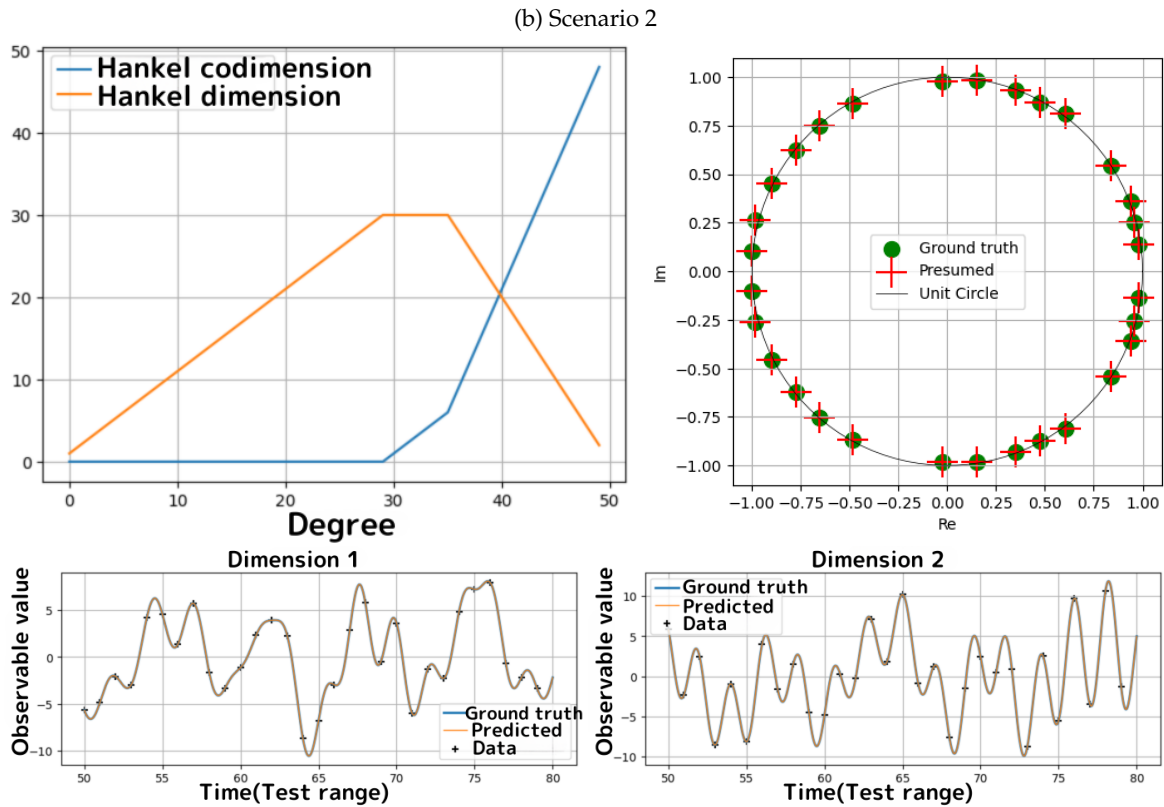 (b) Scenario 2
50
40
30
20
10
0
Hankel codimension
Hankel dimension
0 10 20 30 40 50
Degree
1.00
0.75
0.50
0.25
0.00
−0.25
−0.50
−0.75
−1.00
Im
Ground truth
Presumed
Unit Circle
−1.00 −0.75 −0.50 −0.25 0.00 0.25 0.50 0.75 1.00
Re
Dimension 1
Observable value
5
0
−5
−10
Ground truth
Predicted
Data
50 55 60 65 70 75 80
Time(Test range)
Dimension 2
Observable value
10
5
0
−5
−10
Ground truth
Predicted
Data
50 55 60 65 70 75 80
Time(Test range)